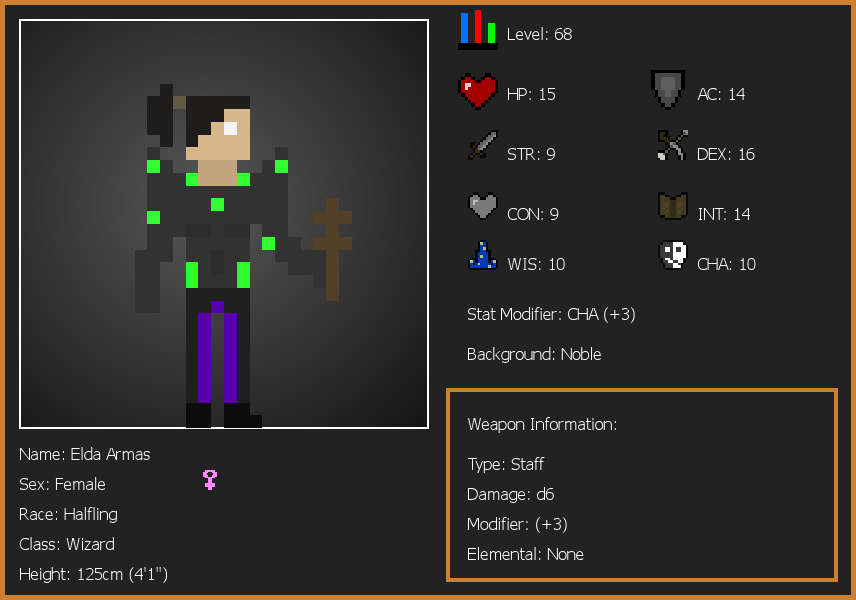 Level: 68
HP: 15
AC: 14
STR: 9
DEX: 16
CON: 9
INT: 14
WIS: 10
CHA: 10
Stat Modifier: CHA (+3)
Background: Noble
Weapon Information:
Type: Staff
Damage: d6
Modifier: (+3)
Elemental: None
Name: Elda Armas
Sex: Female
Race: Halfling
Class: Wizard
Height: 125cm (4'1")